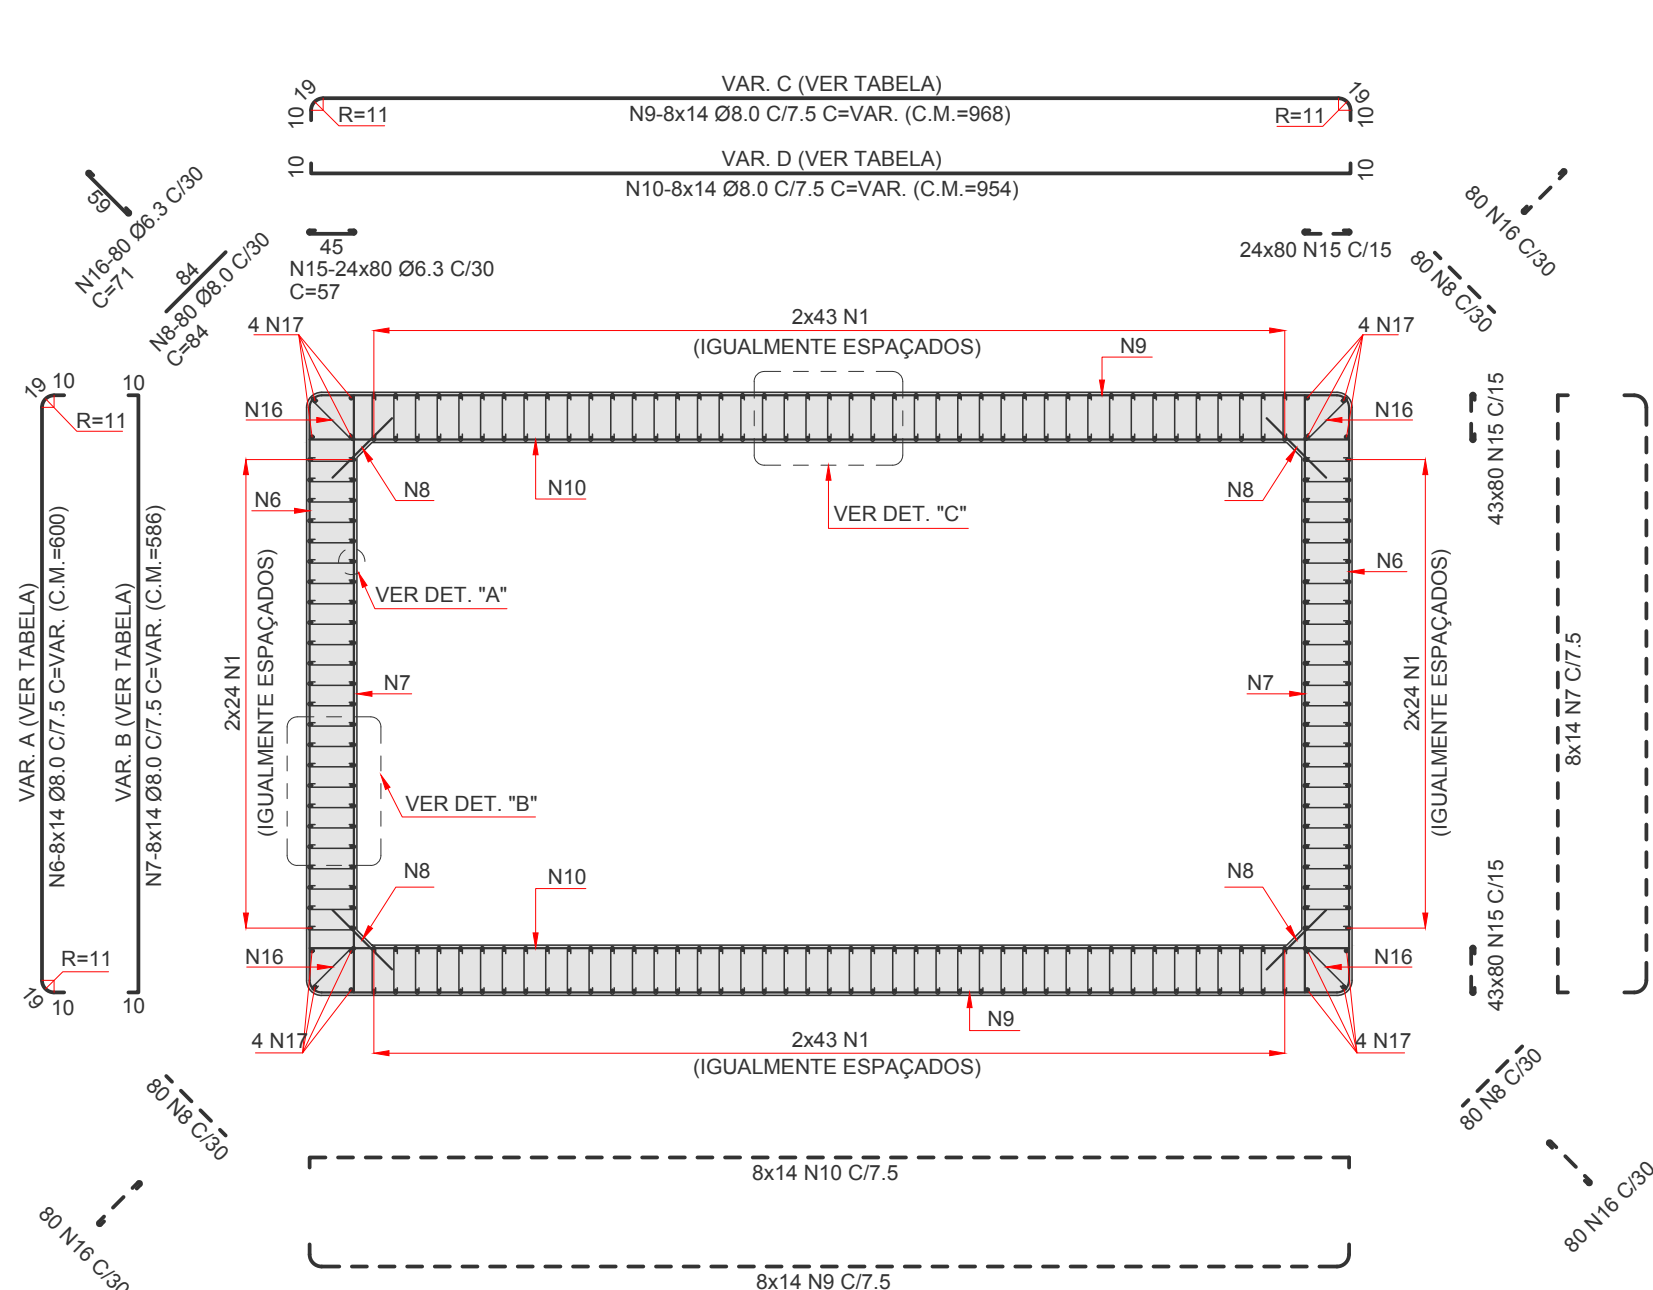 VAR. C (VER TABELA)
19
10
R=11
N9-8x14 Ø8.0 C/7.5 C=VAR. (C.M.=968)
R=11
19
10
10
VAR. D (VER TABELA)
10
N10-8x14 Ø8.0 C/7.5 C=VAR. (C.M.=954)
59
N16-80 Ø6.3 C/30
C=71
84
N8-80 Ø8.0 C/30
C=84
45
N15-24x80 Ø6.3 C/30
C=57
24x80 N15 C/15
80 N16 C/30
80 N8 C/30
4 N17
2x43 N1
(IGUALMENTE ESPAÇADOS)
N9
4 N17
19
10
10
R=11
N16
N16
43x80 N15 C/15
N8
N10
N8
N6
VER DET. "C"
N6
VER DET. "A"
VAR. A (VER TABELA)
N6-8x14 Ø8.0 C/7.5 C=VAR. (C.M.=600)
VAR. B (VER TABELA)
N7-8x14 Ø8.0 C/7.5 C=VAR. (C.M.=586)
2x24 N1
(IGUALMENTE ESPAÇADOS)
N7
N7
2x24 N1
(IGUALMENTE ESPAÇADOS)
8x14 N7 C/7.5
VER DET. "B"
N8
N10
N8
43x80 N15 C/15
R=11
19
10
10
N16
N16
4 N17
N9
2x43 N1
(IGUALMENTE ESPAÇADOS)
4 N17
80 N8 C/30
80 N8 C/30
8x14 N10 C/7.5
80 N16 C/30
80 N16 C/30
8x14 N9 C/7.5